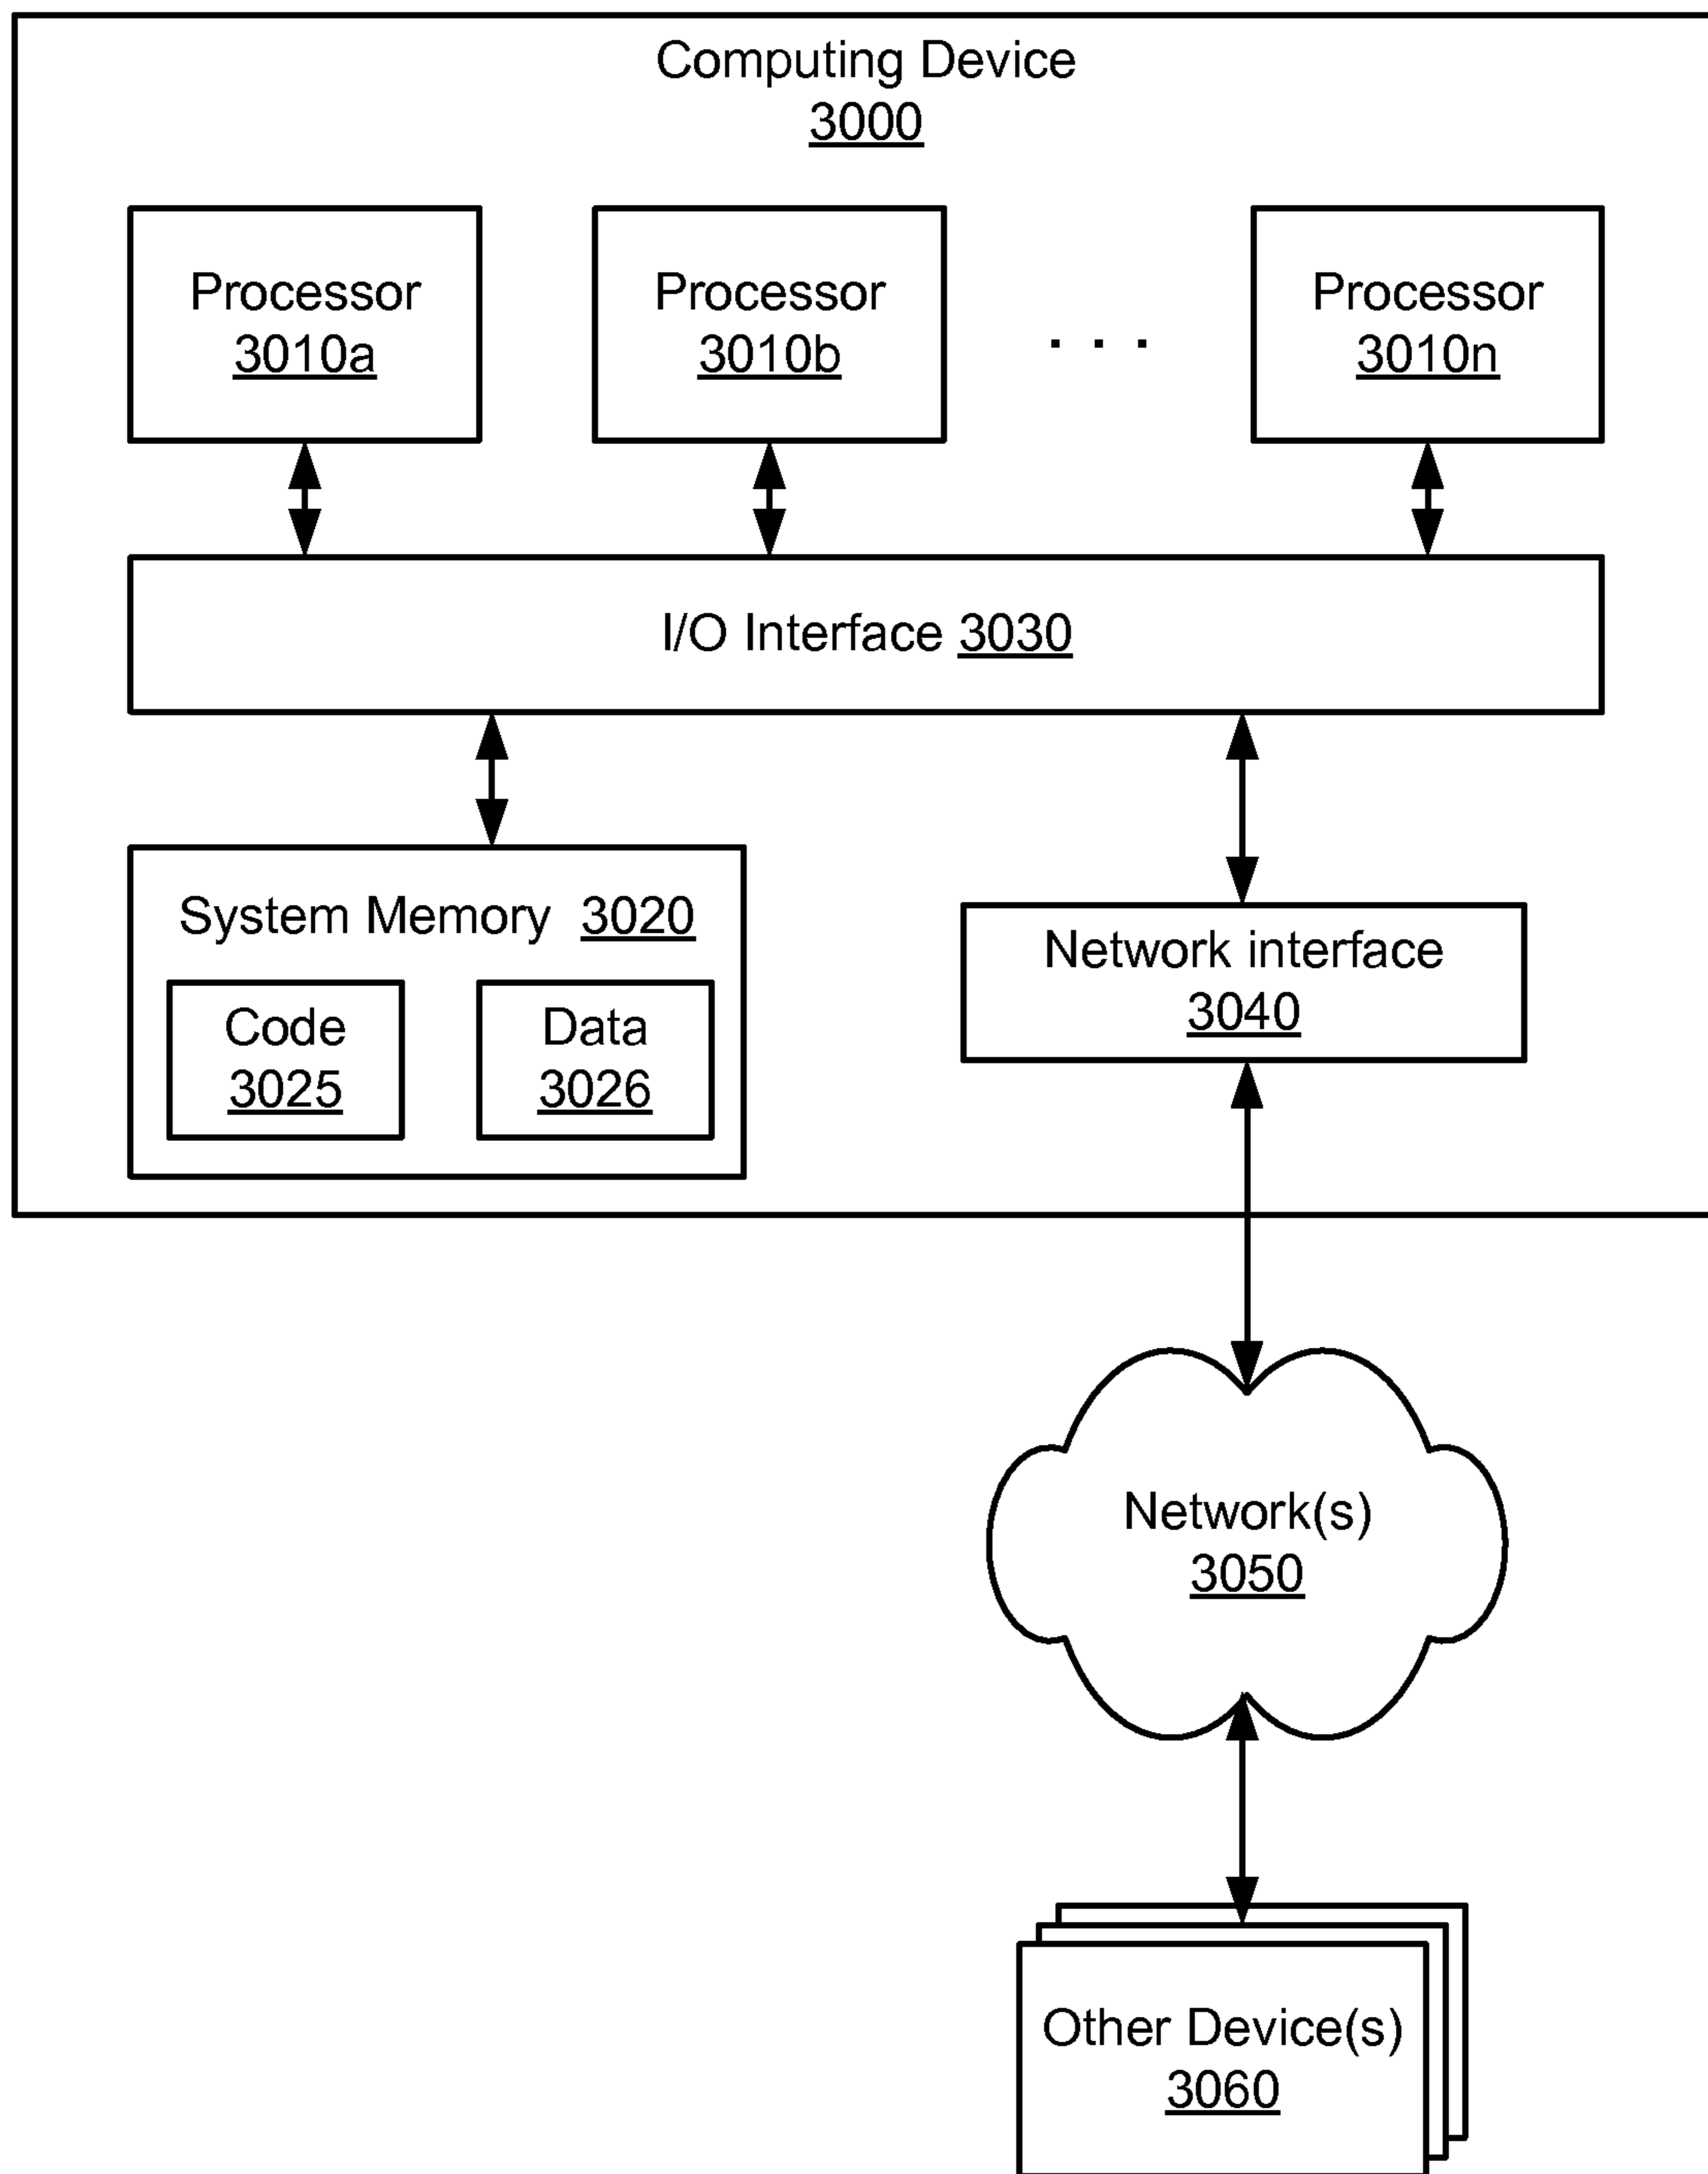 Computing Device
3000
Processor
3010a
Processor
3010b
. . .
Processor
3010n
I/O Interface 3030
System Memory 3020
Code
3025
Data
3026
Network interface
3040
Network(s)
3050
Other Device(s)
3060